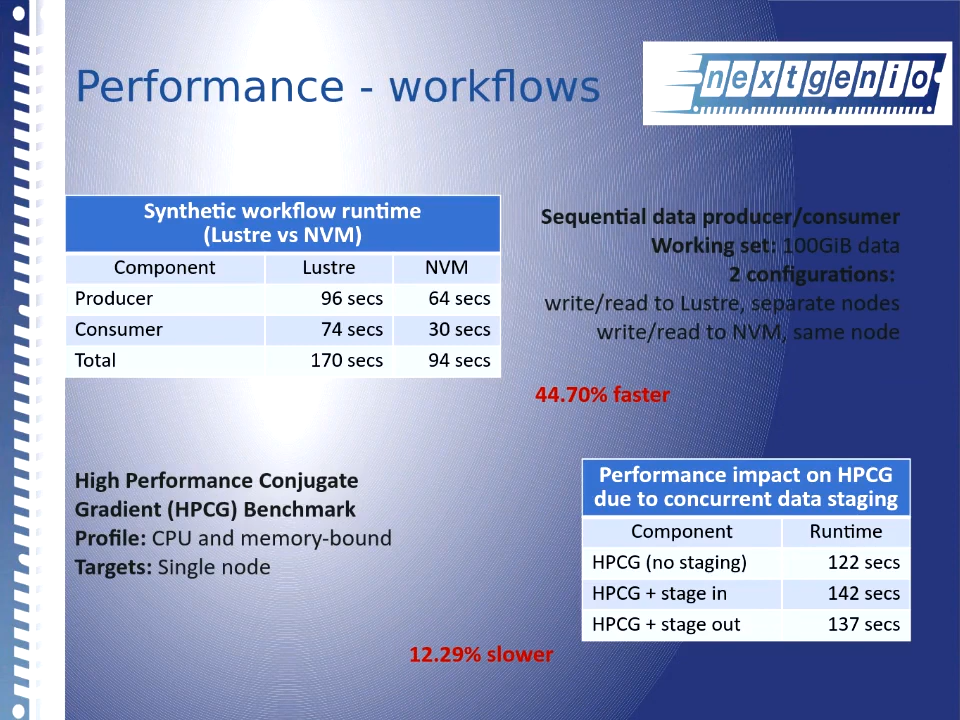 Performance - workflows
nextgenio
Synthetic workflow runtime
(Lustre vs NVM)
Component Lustre NVM
Producer 96 secs 64 secs
Consumer 74 secs 30 secs
Total 170 secs 94 secs
Sequential data producer/consumer
Working set: 100GiB data
2 configurations:
write/read to Lustre, separate nodes
write/read to NVM, same node
44.70% faster
High Performance Conjugate
Gradient (HPCG) Benchmark
Profile: CPU and memory-bound
Targets: Single node
Performance impact on HPCG
due to concurrent data staging
Component Runtime
HPCG (no staging) 122 secs
HPCG + stage in 142 secs
HPCG + stage out 137 secs
12.29% slower